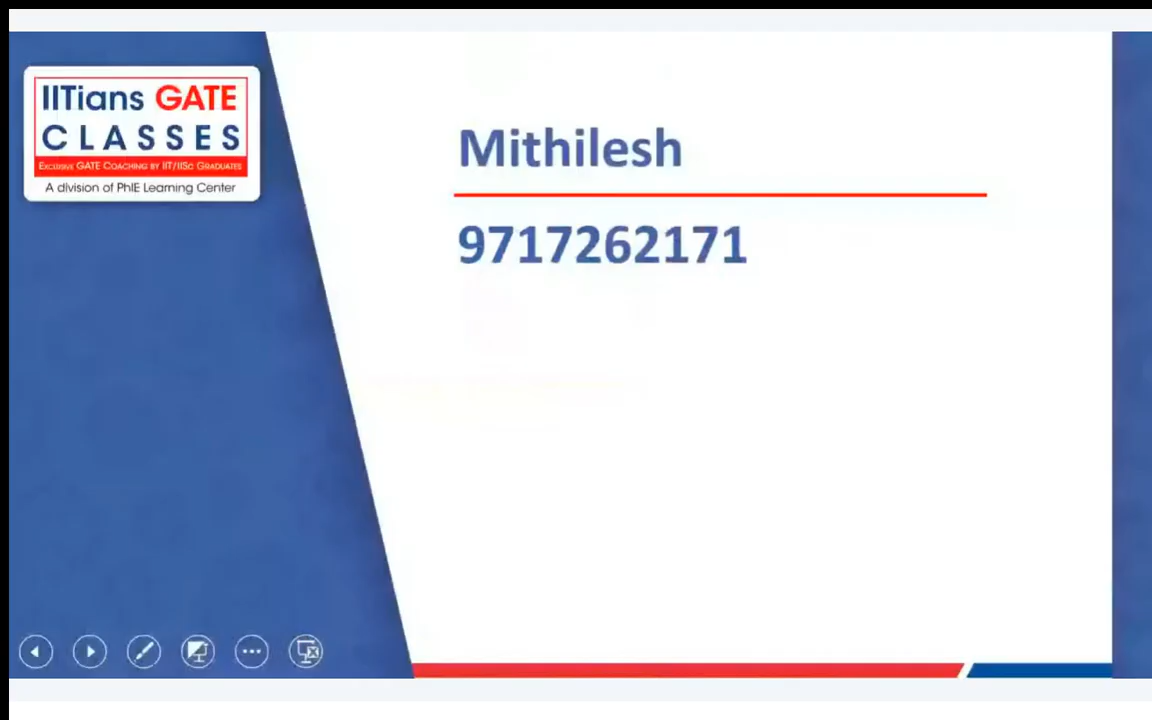 IITians GATE
CLASSES
EXCLUSIVE GATE COACHING BY IIT/IISC GRADUATES
A division of PhIE Learning Center
Mithilesh
9717262171